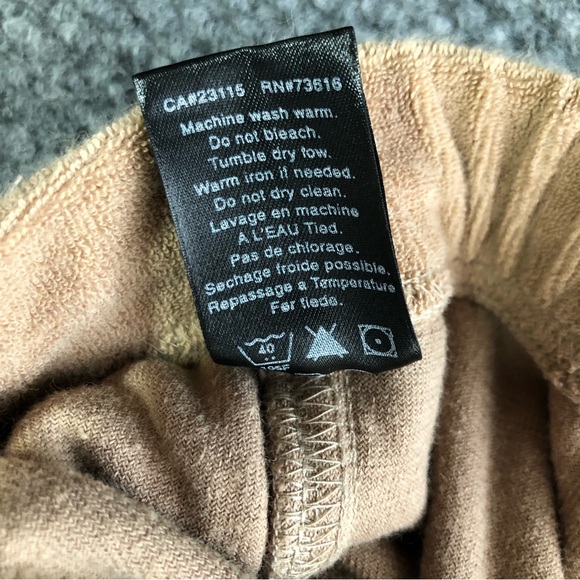 CA#23115 RN#73616
Machine wash warm.
Do not bleach.
Tumble dry low.
Warm iron if needed.
Do not dry clean.
Lavage en machine
A L'EAU Tied.
Pas de chlorage.
Sechage froide possible.
Repassage a Temperature
Fer tiede.
40